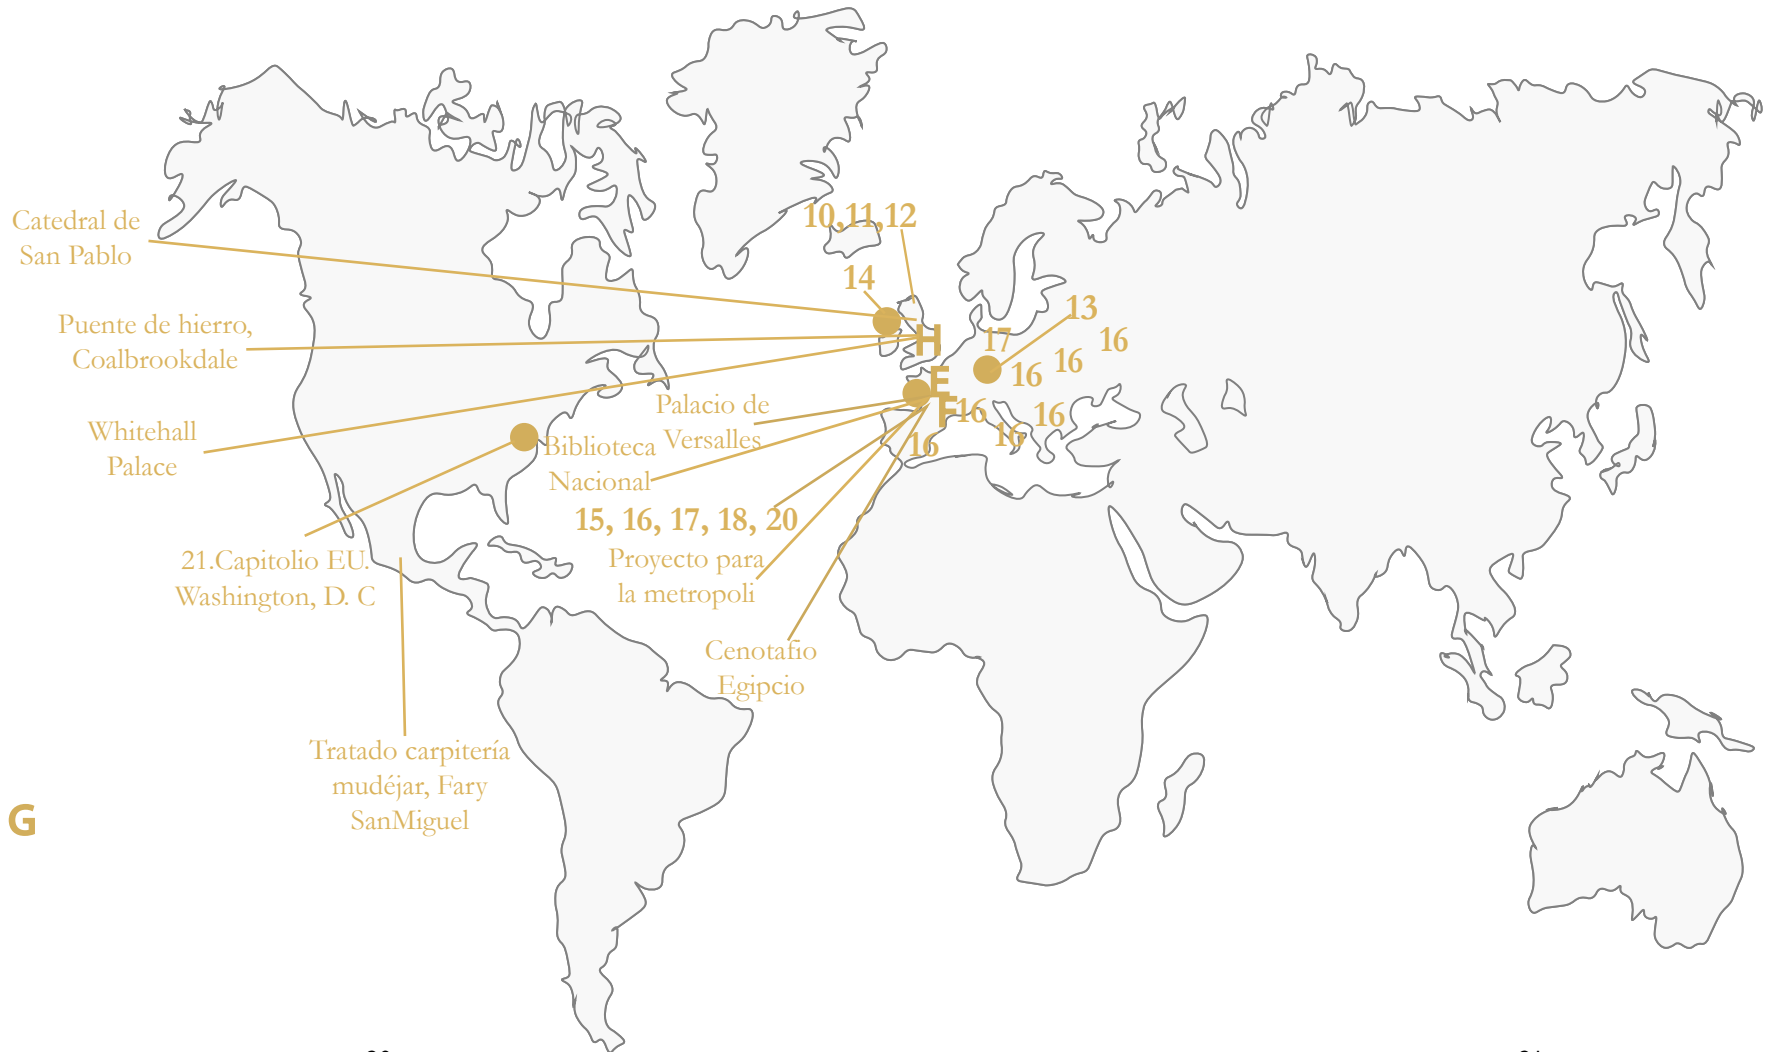 10,11,12
Catedral de
San Pablo
14
13
Puente de hierro,
Coalbrookdale
H
17
16
16
16
E
F
16
16
16
16
Palacio de
Versalles
Whitehall
Palace
Biblioteca
Nacional
15, 16, 17, 18, 20
21.Capitolio EU.
Washington, D. C
Proyecto para
la metropoli
Cenotafio
Egipcio
Tratado carpitería
mudéjar, Fary
SanMiguel
G